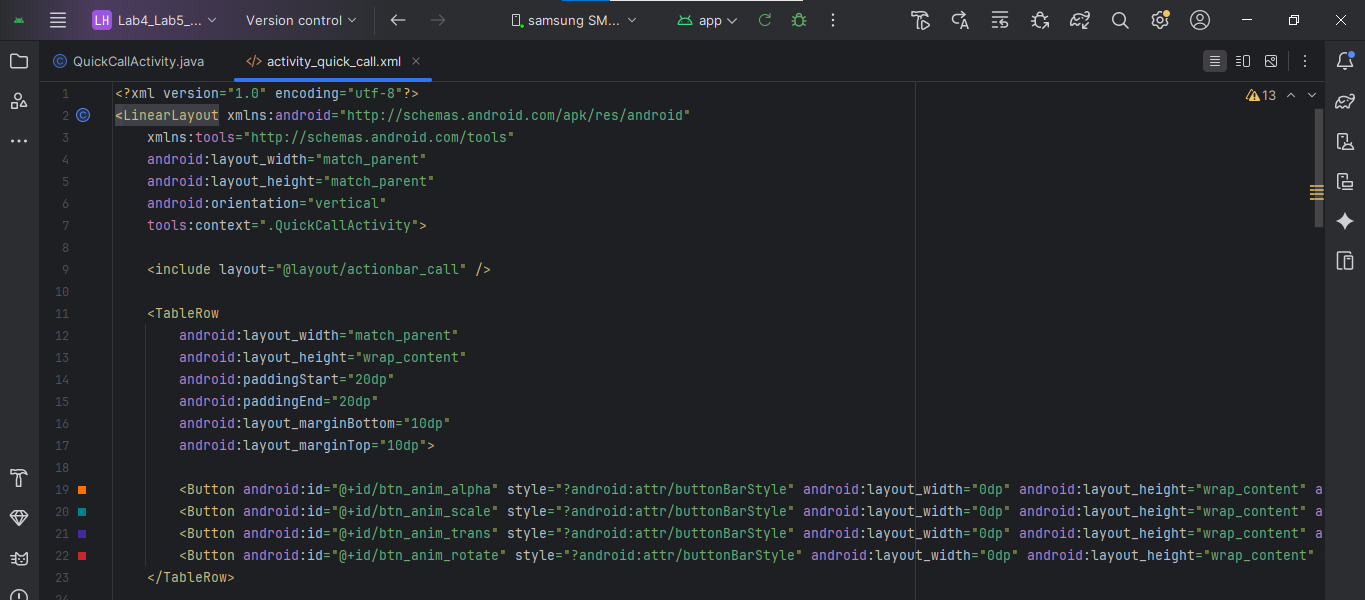 LH Lab4_Lab5_... Version control samsung SM... app
QuickCallActivity.java </> activity_quick_call.xml
13
1 <?xml version="1.0" encoding="utf-8"?>
2 <LinearLayout xmlns:android="http://schemas.android.com/apk/res/android"
3 xmlns:tools="http://schemas.android.com/tools"
4 android:layout_width="match_parent"
5 android:layout_height="match_parent"
6 android:orientation="vertical"
7 tools:context=".QuickCallActivity">
8
9 <include layout="@layout/actionbar_call" />
10
11 <TableRow
12 android:layout_width="match_parent"
13 android:layout_height="wrap_content"
14 android:paddingStart="20dp"
15 android:paddingEnd="20dp"
16 android:layout_marginBottom="10dp"
17 android:layout_marginTop="10dp">
18
19 <Button android:id="@+id/btn_anim_alpha" style="?android:attr/buttonBarStyle" android:layout_width="0dp" android:layout_height="wrap_content" a
20 <Button android:id="@+id/btn_anim_scale" style="?android:attr/buttonBarStyle" android:layout_width="0dp" android:layout_height="wrap_content" a
21 <Button android:id="@+id/btn_anim_trans" style="?android:attr/buttonBarStyle" android:layout_width="0dp" android:layout_height="wrap_content" a
22 <Button android:id="@+id/btn_anim_rotate" style="?android:attr/buttonBarStyle" android:layout_width="0dp" android:layout_height="wrap_content"
23 </TableRow>
24